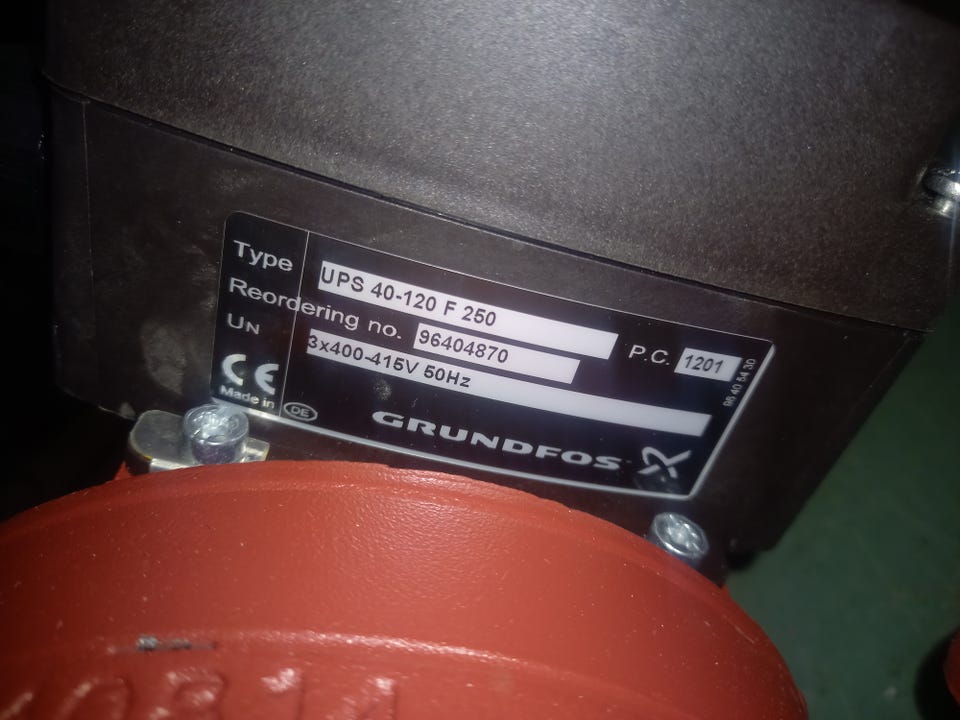 Type UPS 40-120 F 250
Reordering no. 96404870 P.C. 1201
UN 3x400-415V 50Hz
CE
Made in DE
GRUNDFOS
96 40 54 30